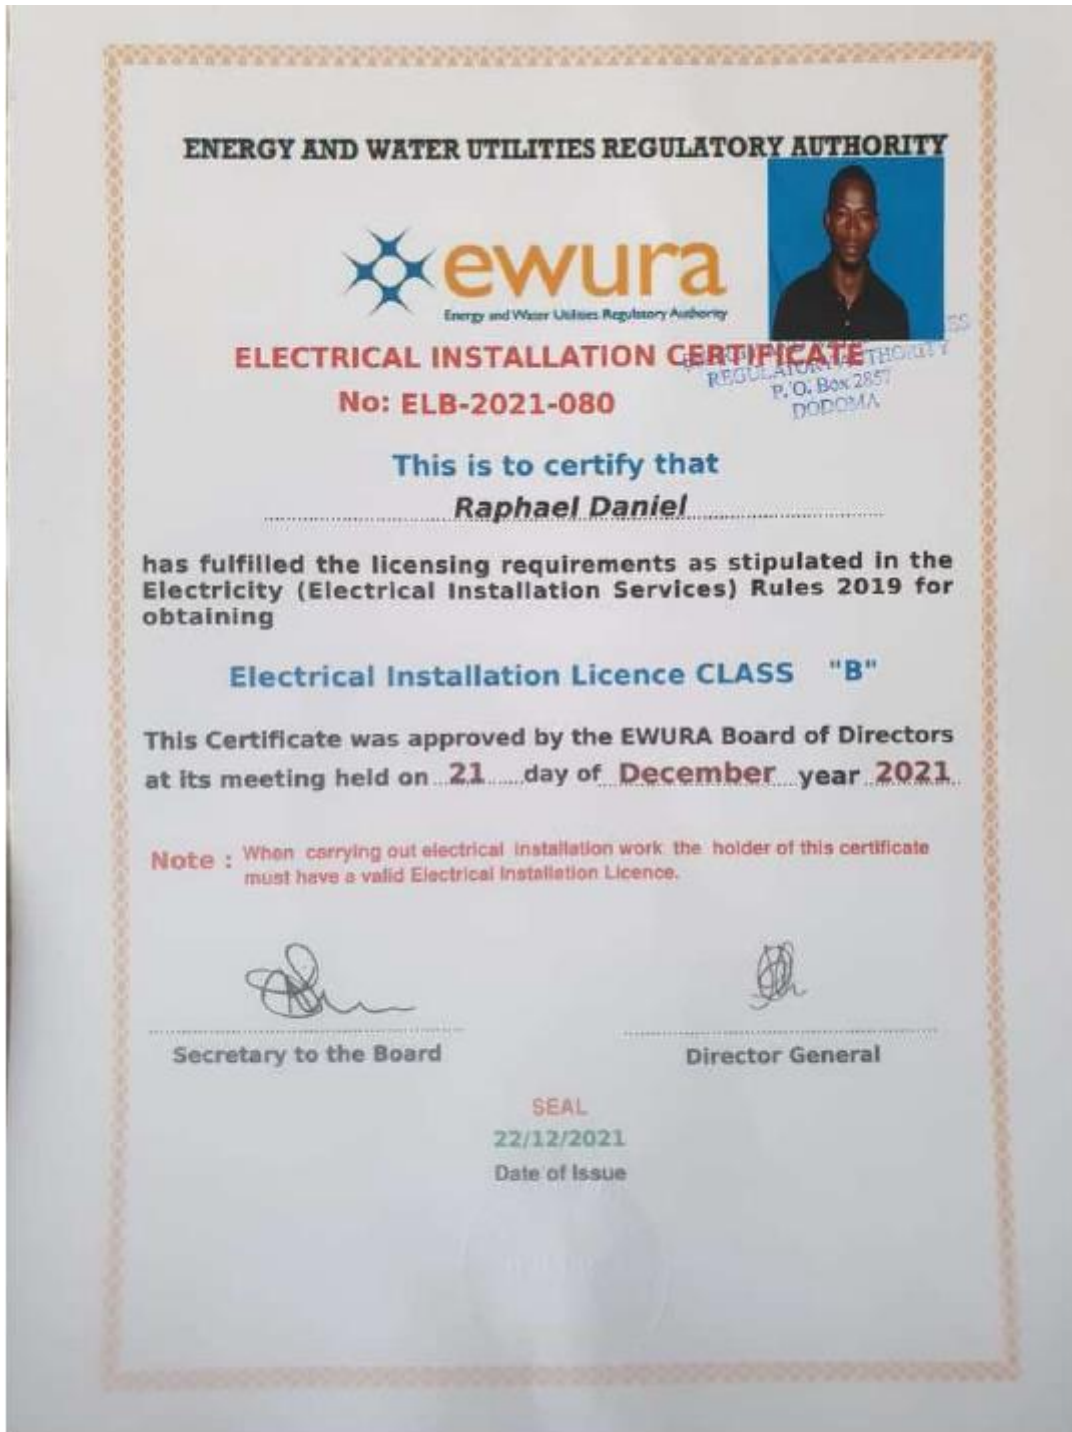 ENERGY AND WATER UTILITIES REGULATORY AUTHORITY
ewura
Energy and Water Utilities Regulatory Authority
ELECTRICAL INSTALLATION CERTIFICATE
REGULATORY AUTHORITY
P. O. Box 2857
DODOMA
No: ELB-2021-080
This is to certify that
Raphael Daniel
has fulfilled the licensing requirements as stipulated in the
Electricity (Electrical Installation Services) Rules 2019 for
obtaining
Electrical Installation Licence CLASS "B"
This Certificate was approved by the EWURA Board of Directors
at its meeting held on 21 day of December year 2021
Note : When carrying out electrical installation work the holder of this certificate
must have a valid Electrical Installation Licence.
Secretary to the Board
Director General
SEAL
22/12/2021
Date of Issue